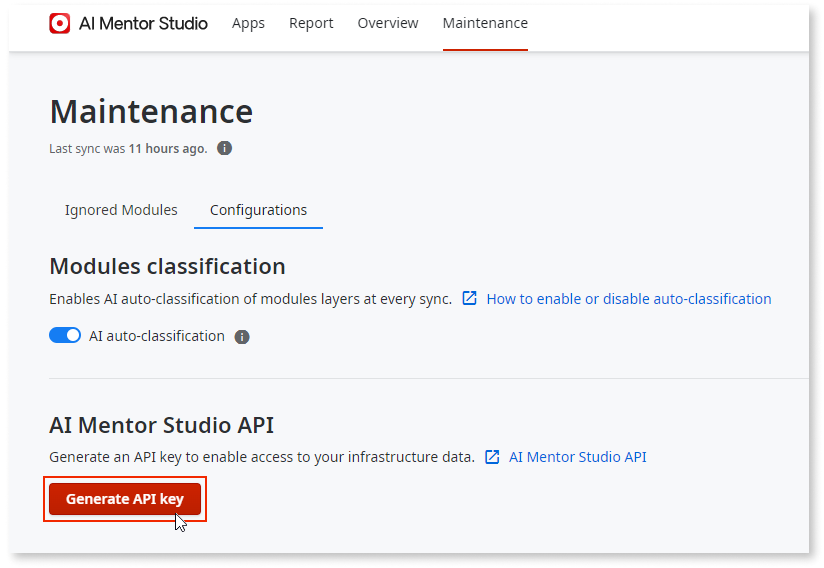 AI Mentor Studio Apps Report Overview Maintenance
Maintenance
Last sync was 11 hours ago.
Ignored Modules Configurations
Modules classification
Enables AI auto-classification of modules layers at every sync. How to enable or disable auto-classification
AI auto-classification
AI Mentor Studio API
Generate an API key to enable access to your infrastructure data. AI Mentor Studio API
Generate API key